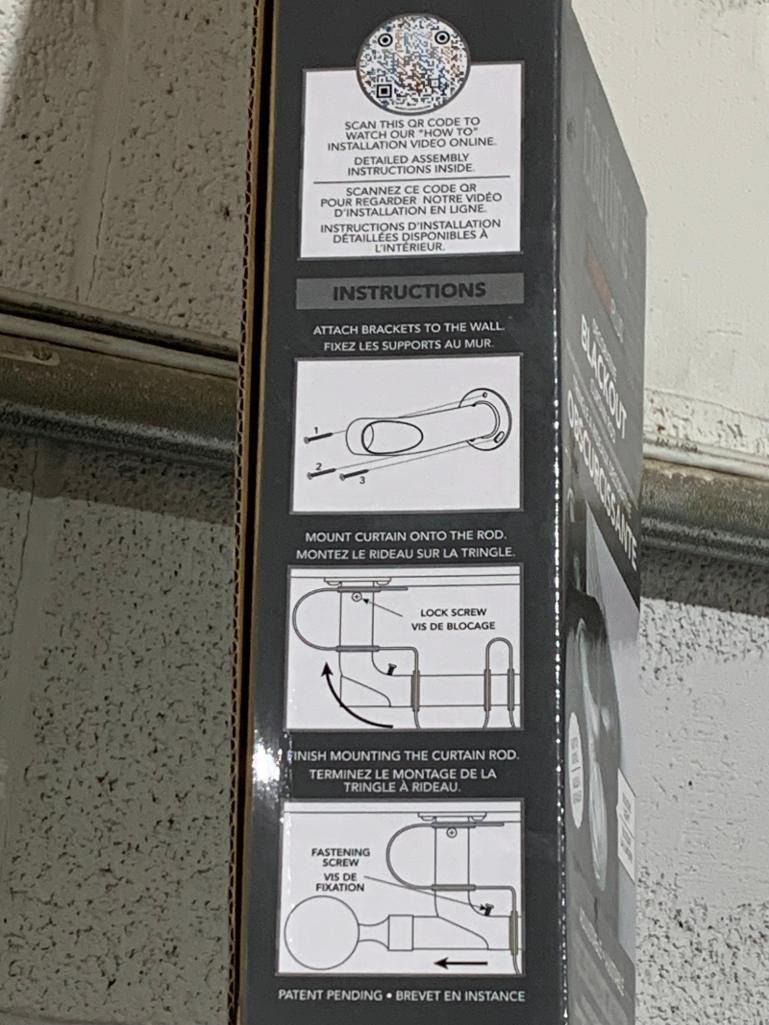 SCAN THIS QR CODE TO
WATCH OUR "HOW TO"
INSTALLATION VIDEO ONLINE.
DETAILED ASSEMBLY
INSTRUCTIONS INSIDE.
SCANNEZ CE CODE QR
POUR REGARDER NOTRE VIDÉO
D'INSTALLATION EN LIGNE.
INSTRUCTIONS D'INSTALLATION
DÉTAILLÉES DISPONIBLES À
L'INTÉRIEUR.
INSTRUCTIONS
ATTACH BRACKETS TO THE WALL.
FIXEZ LES SUPPORTS AU MUR.
1
2
3
MOUNT CURTAIN ONTO THE ROD.
MONTEZ LE RIDEAU SUR LA TRINGLE.
LOCK SCREW
VIS DE BLOCAGE
FINISH MOUNTING THE CURTAIN ROD.
TERMINEZ LE MONTAGE DE LA
TRINGLE À RIDEAU.
FASTENING
SCREW
VIS DE
FIXATION
PATENT PENDING • BREVET EN INSTANCE
BLACKOUT
OBSCURCISSANTE